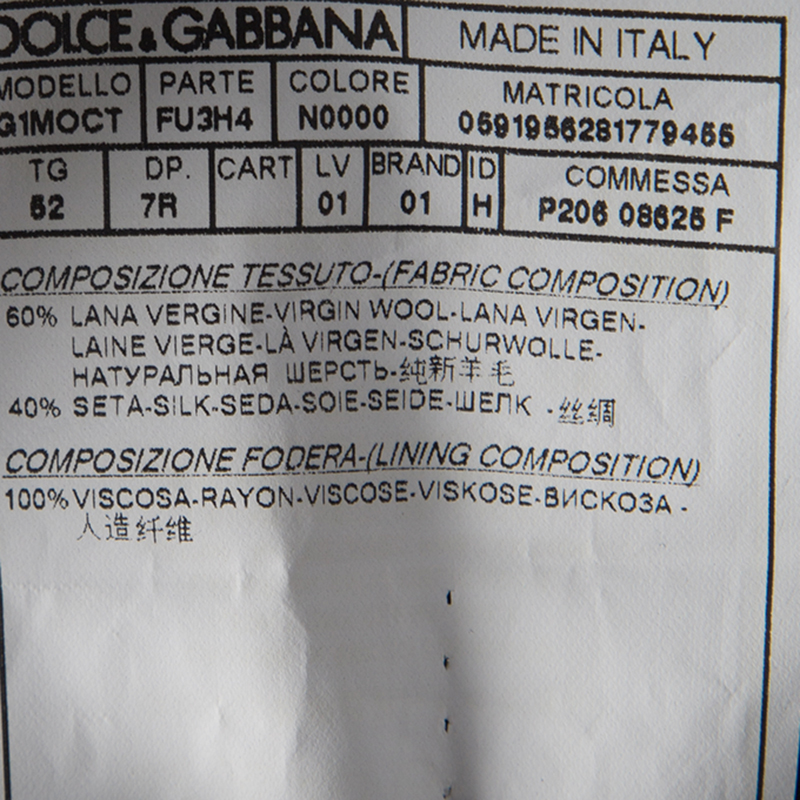 DOLCE & GABBANA MADE IN ITALY
MODELLO PARTE COLORE MATRICOLA
G1MOCT FU3H4 N0000 0591956281779455
TG DP. CART LV BRAND ID COMMESSA
52 7R 01 01 H P206 08625 F
COMPOSIZIONE TESSUTO-(FABRIC COMPOSITION)
60% LANA VERGINE-VIRGIN WOOL-LANA VIRGEN-
LAINE VIERGE-LÀ VIRGEN-SCHURWOLLE-
НАТУРАЛЬНАЯ ШЕРСТЬ-纯新羊毛
40% SETA-SILK-SEDA-SOIE-SEIDE-ШЕЛК -丝绸
COMPOSIZIONE FODERA-(LINING COMPOSITION)
100% VISCOSA-RAYON-VISCOSE-VISKOSE-ВИСКОЗА -
人造纤维